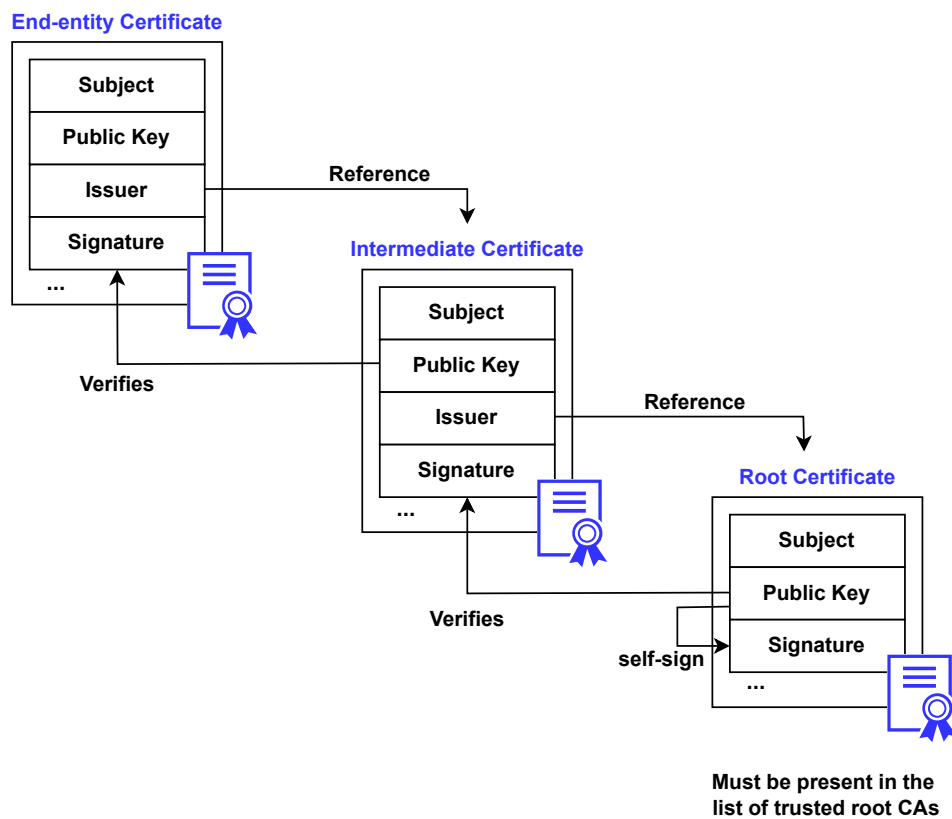 End-entity Certificate
Subject
Public Key
Issuer
Signature
...
Reference
Intermediate Certificate
Subject
Public Key
Issuer
Signature
...
Verifies
Reference
Root Certificate
Subject
Public Key
Signature
...
Verifies
self-sign
Must be present in the
list of trusted root CAs